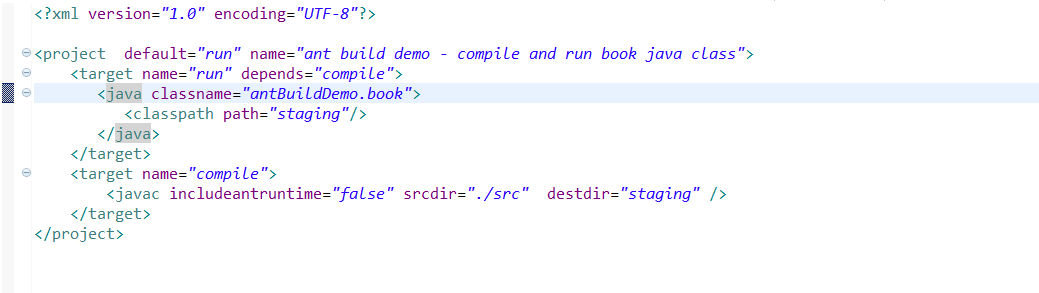 <?xml version="1.0" encoding="UTF-8"?>
<project  default="run" name="ant build demo - compile and run book java class">
<target name="run" depends="compile">
<java classname="antBuildDemo.book">
<classpath path="staging"/>
</java>
</target>
<target name="compile">
<javac includeantruntime="false" srcdir="./src"  destdir="staging" />
</target>
</project>